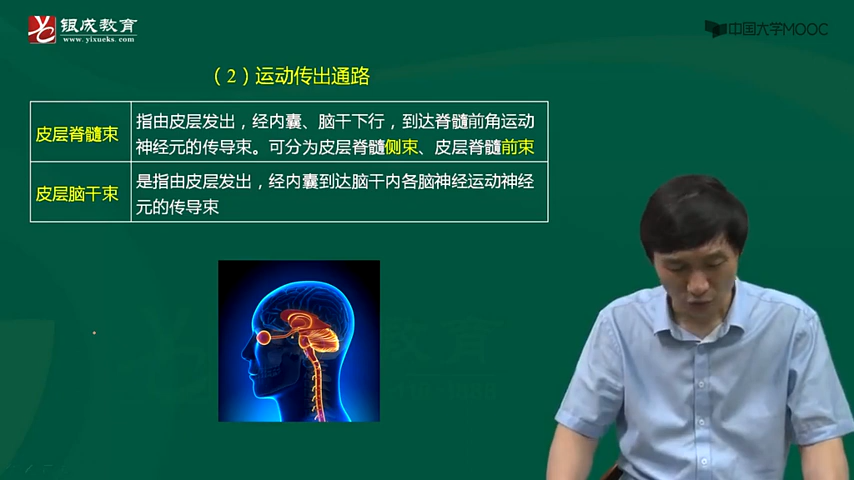 银成教育
www.yixueks.com
中国大学MOOC
（2）运动传出通路
皮层脊髓束
指由皮层发出，经内囊、脑干下行，到达脊髓前角运动
神经元的传导束。可分为皮层脊髓侧束、皮层脊髓前束
皮层脑干束
是指由皮层发出，经内囊到达脑干内各脑神经运动神经
元的传导束